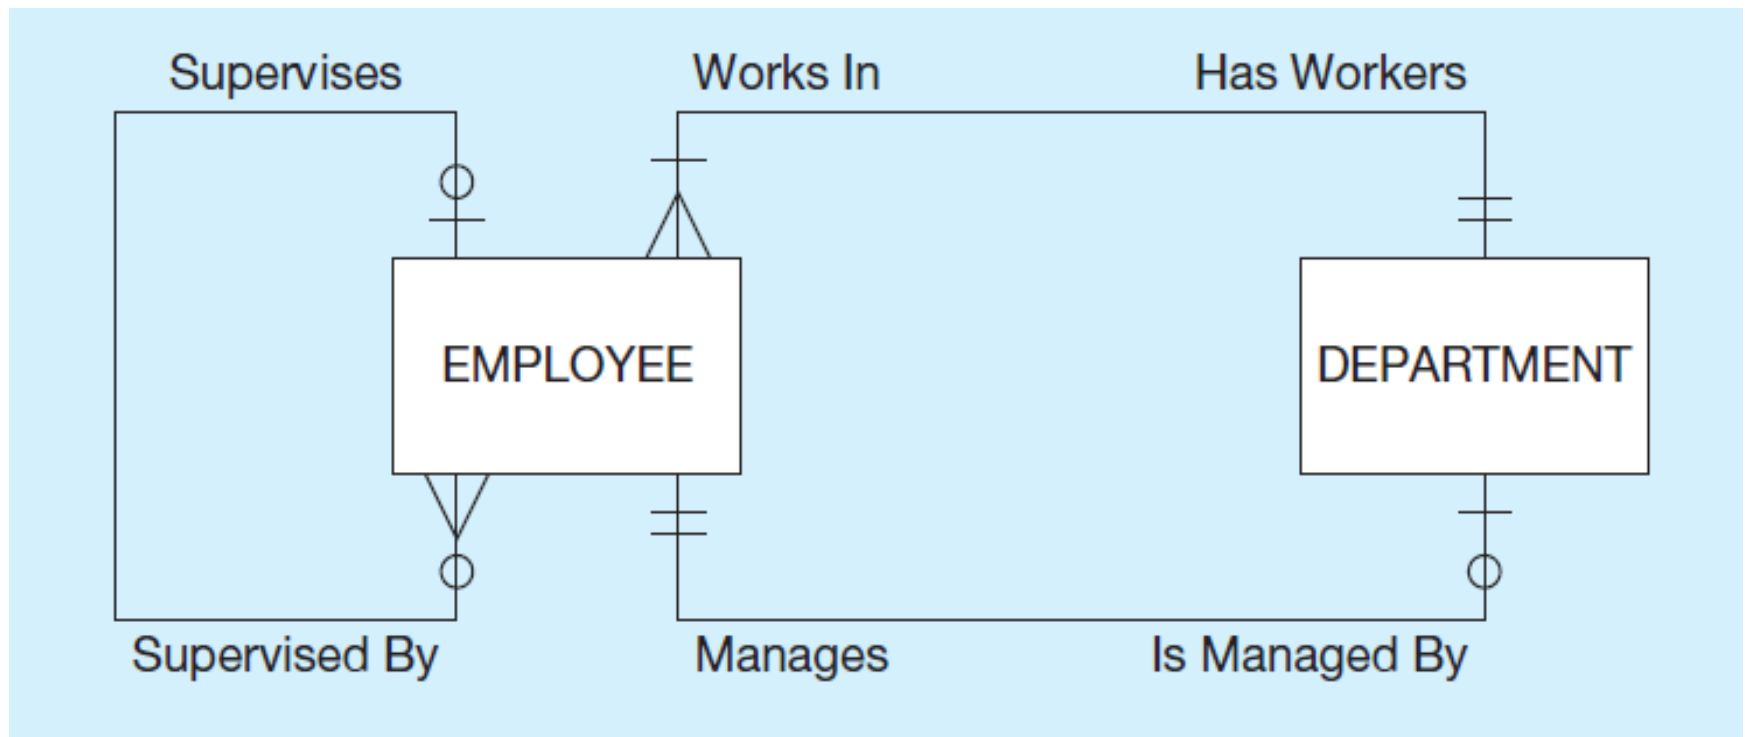 Supervises
Works In
Has Workers
EMPLOYEE
DEPARTMENT
Supervised By
Manages
Is Managed By